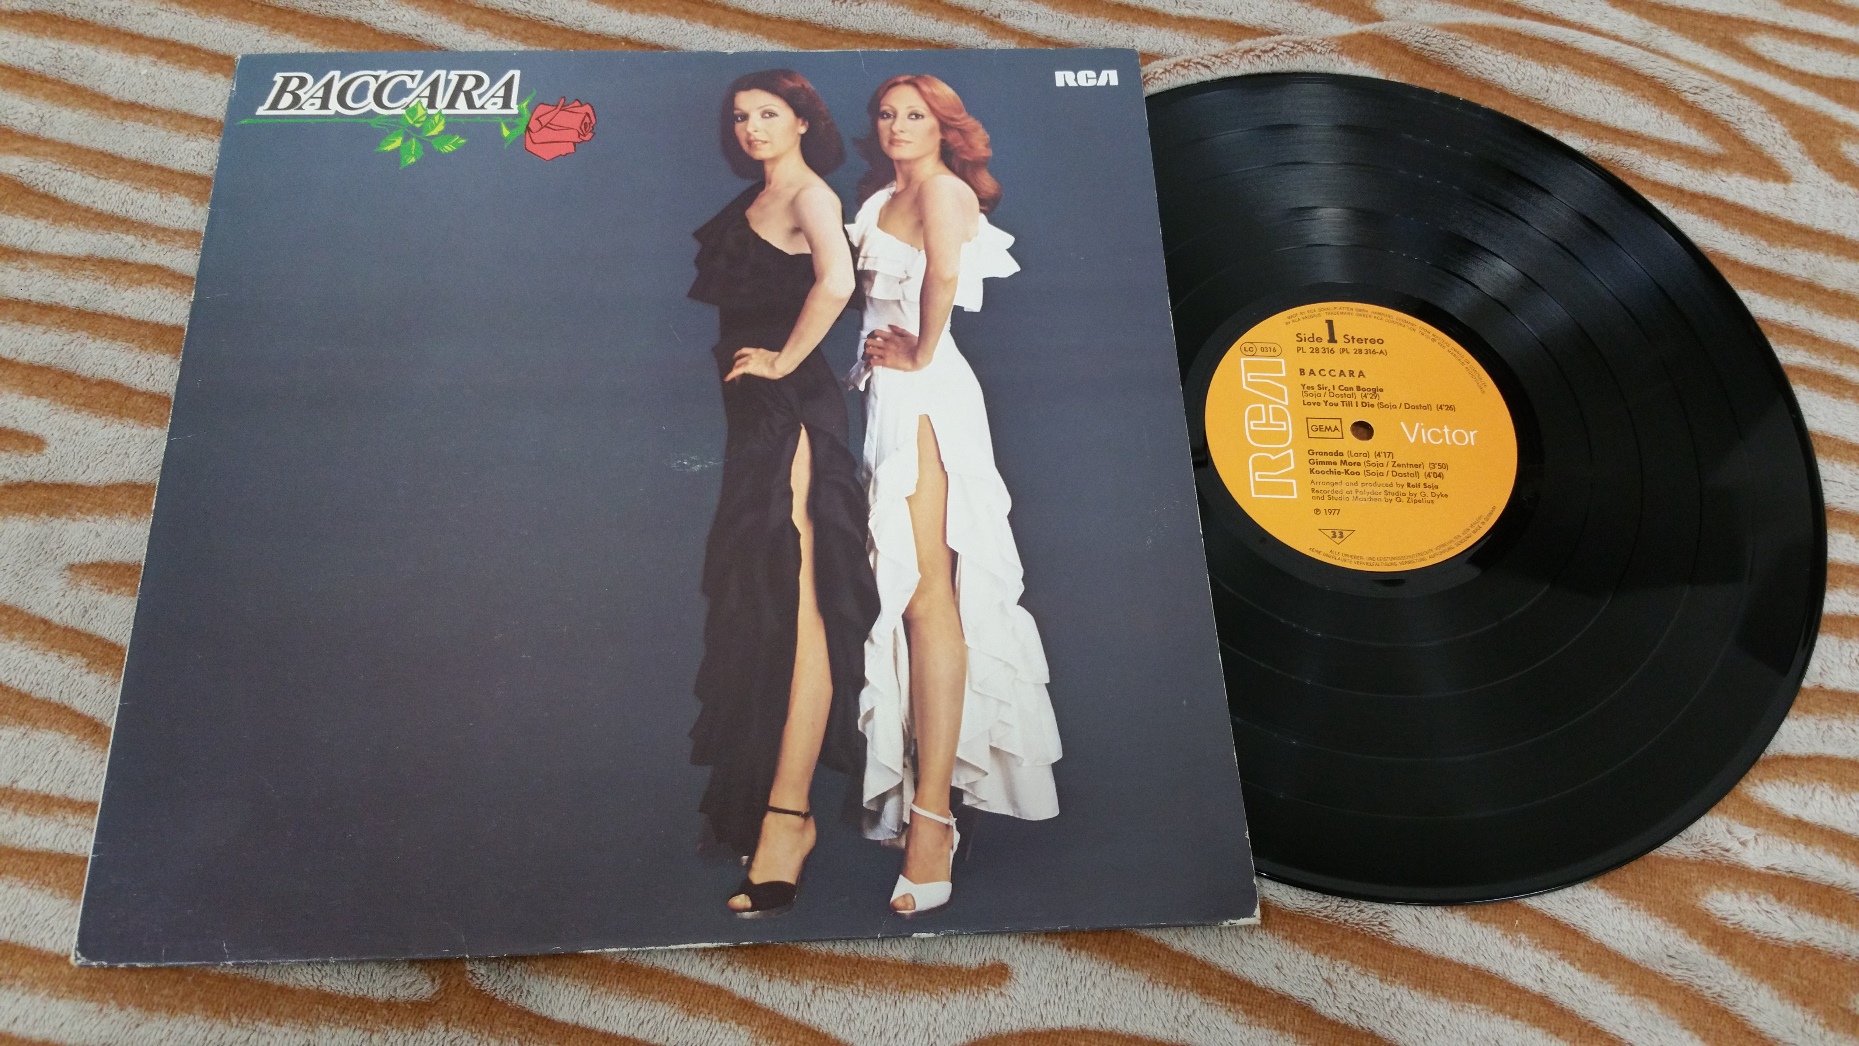 BACCARA
RCA
Side 1 Stereo
PL 28316 (PL 28316-A)
LC 0316
BACCARA
Yes Sir, I Can Boogie
(Soja / Dostal) (4'29)
Love You Till I Die (Soja / Dostal) (4'26)
GEMA
RCA
Victor
Granada (Lara) (4'17)
Gimme More (Soja / Zentner) (3'50)
Koochie-Koo (Soja / Dostal) (4'04)
Arranged and produced by Rolf Soja
Recorded at Polydor Studio by G. Dyke
and Studio Maschen by G. Zipelius
℗ 1977
33